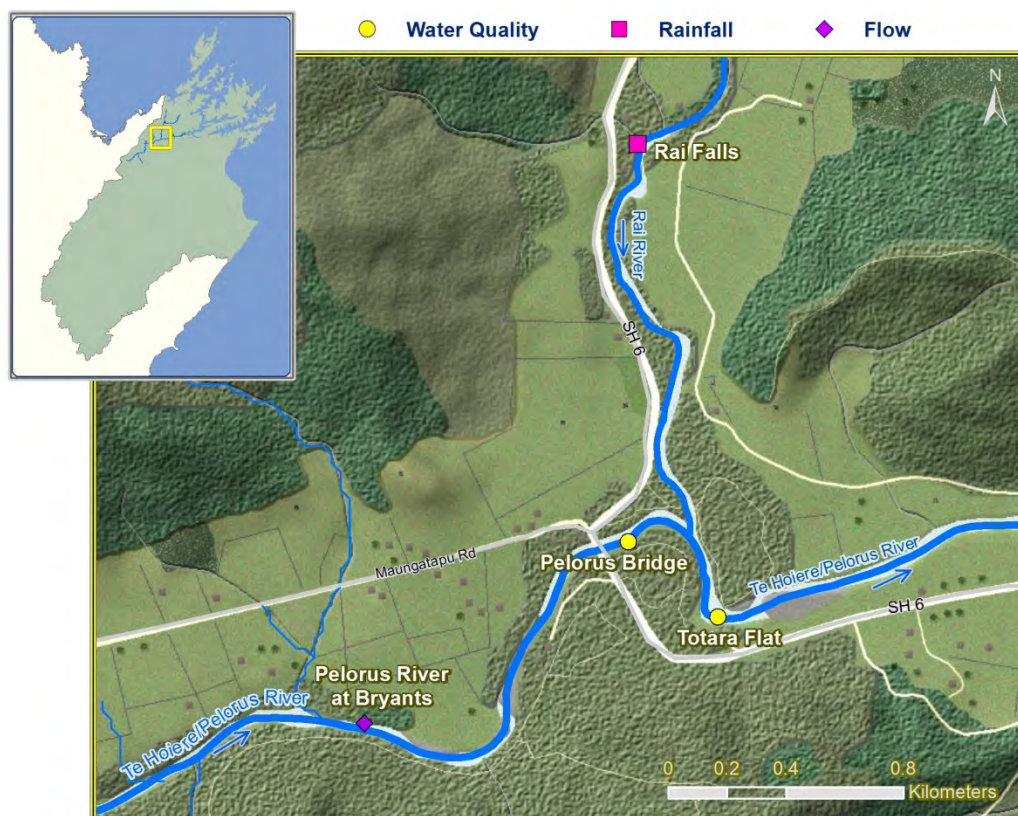 Water Quality
Rainfall
Flow
N
Rai Falls
Rai River
SH 6
Maungatapu Rd
Pelorus Bridge
Te Hoiere/Pelorus River
SH 6
Totara Flat
Pelorus River
at Bryants
Te Hoiere/Pelorus River
0 0.2 0.4 0.8
Kilometers